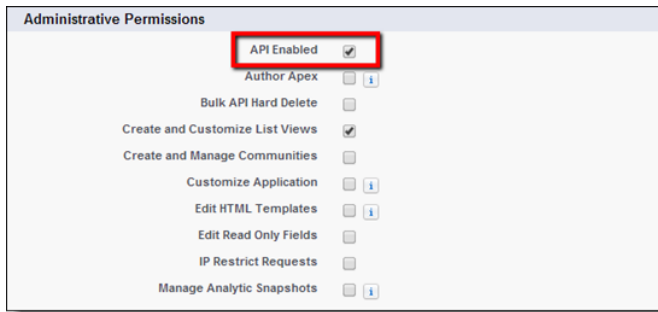 Administrative Permissions
API Enabled
Author Apex
i
Bulk API Hard Delete
Create and Customize List Views
Create and Manage Communities
Customize Application
i
Edit HTML Templates
i
Edit Read Only Fields
IP Restrict Requests
Manage Analytic Snapshots
i